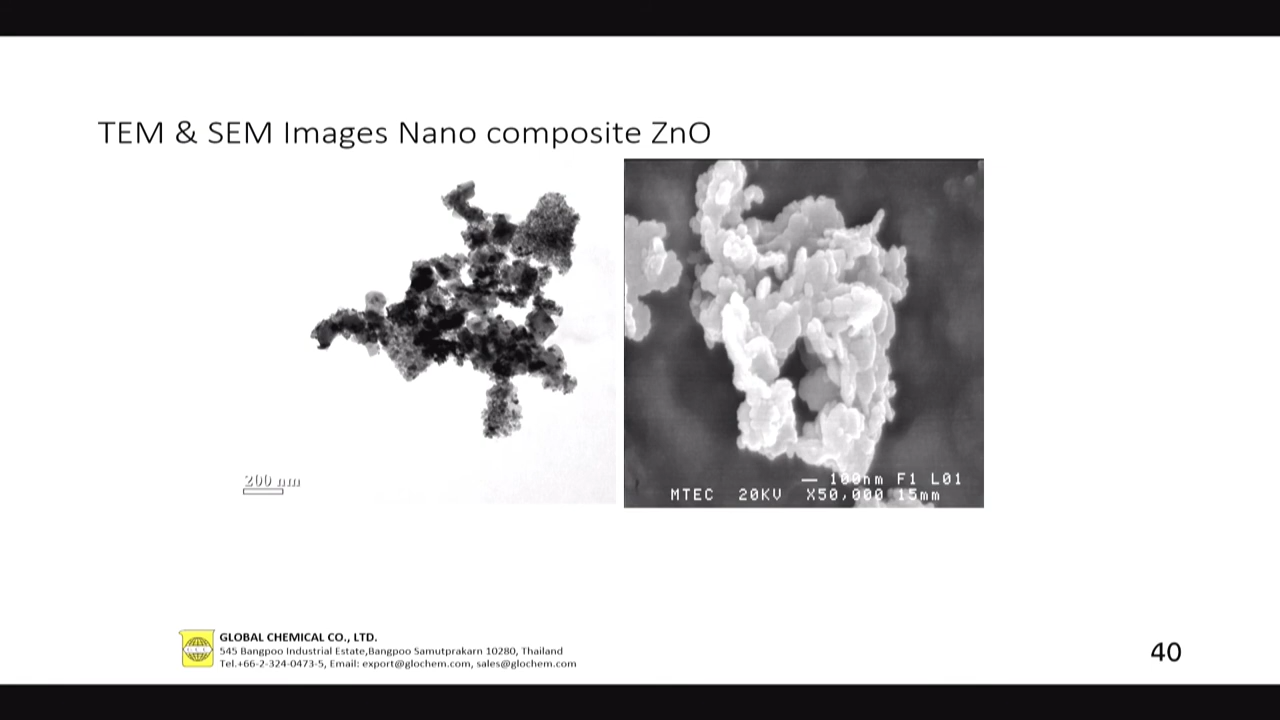 TEM & SEM Images Nano composite ZnO
200 nm
100nm F1 L01
MTEC 20KV X50,000 15mm
GLOBAL CHEMICAL CO., LTD.
545 Bangpoo Industrial Estate,Bangpoo Samutprakarn 10280, Thailand
Tel.+66-2-324-0473-5, Email: export@glochem.com, sales@glochem.com
40